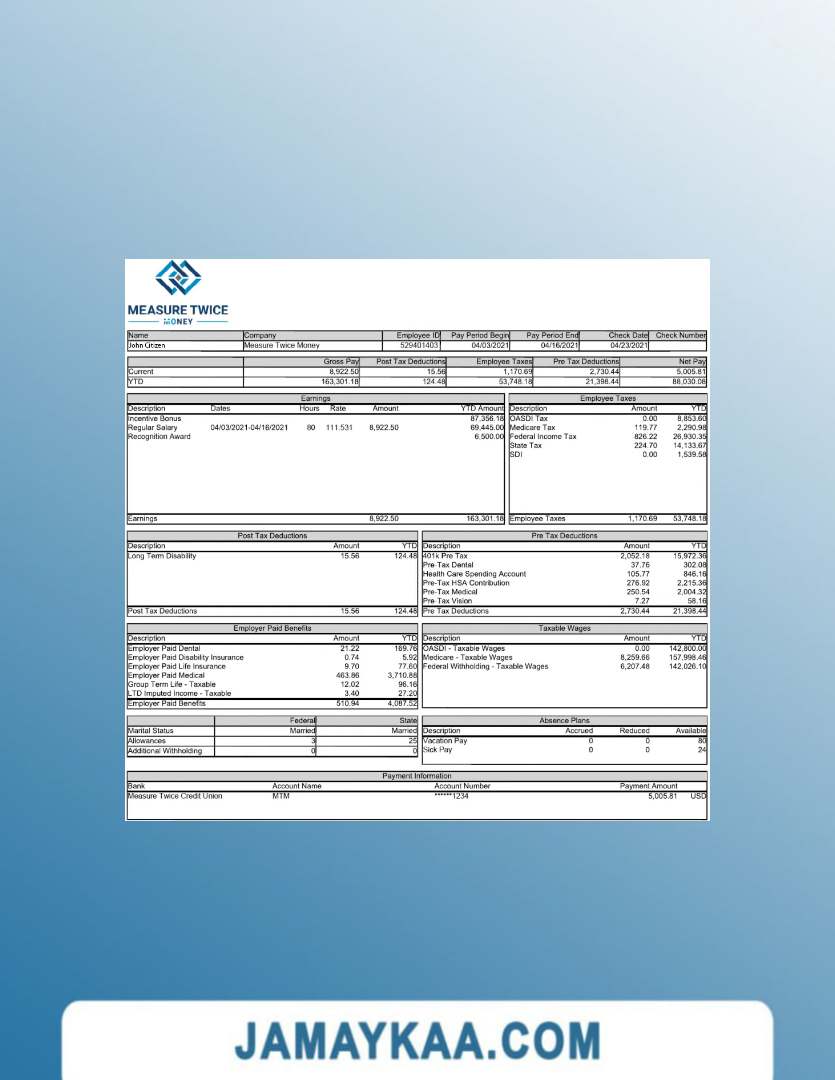 MEASURE TWICE
MONEY
Name Company Employee ID Pay Period Begin Pay Period End Check Date Check Number
John Citizen Measure Twice Money 529401403 04/03/2021 04/16/2021 04/23/2021
Gross Pay Post Tax Deductions Employee Taxes Pre Tax Deductions Net Pay
Current 8,922.50 15.56 1,170.69 2,730.44 5,005.81
YTD 163,301.18 124.48 53,748.18 21,398.44 88,030.08
Earnings Employee Taxes
Description Dates Hours Rate Amount YTD Amount Description Amount YTD
Incentive Bonus 87,356.18 OASDI Tax 0.00 8,853.60
Regular Salary 04/03/2021-04/16/2021 80 111.531 8,922.50 69,445.00 Medicare Tax 119.77 2,290.98
Recognition Award 6,500.00 Federal Income Tax 826.22 26,930.35
State Tax 224.70 14,133.67
SDI 0.00 1,539.58
Earnings 8,922.50 163,301.18 Employee Taxes 1,170.69 53,748.18
Post Tax Deductions Pre Tax Deductions
Description Amount YTD Description Amount YTD
Long Term Disability 15.56 124.48 401k Pre Tax 2,052.18 15,972.36
Pre-Tax Dental 37.76 302.08
Health Care Spending Account 105.77 846.16
Pre-Tax HSA Contribution 276.92 2,215.36
Pre-Tax Medical 250.54 2,004.32
Pre-Tax Vision 7.27 58.16
Post Tax Deductions 15.56 124.48 Pre Tax Deductions 2,730.44 21,398.44
Employer Paid Benefits Taxable Wages
Description Amount YTD Description Amount YTD
Employer Paid Dental 21.22 169.76 OASDI - Taxable Wages 0.00 142,800.00
Employer Paid Disability Insurance 0.74 5.92 Medicare - Taxable Wages 8,259.66 157,998.46
Employer Paid Life Insurance 9.70 77.60 Federal Withholding - Taxable Wages 6,207.48 142,026.10
Employer Paid Medical 463.86 3,710.88
Group Term Life - Taxable 12.02 96.16
LTD Imputed Income - Taxable 3.40 27.20
Employer Paid Benefits 510.94 4,087.52
Federal State Absence Plans
Marital Status Married Married Description Accrued Reduced Available
Allowances 3 25 Vacation Pay 0 0 80
Additional Withholding 0 0 Sick Pay 0 0 24
Payment Information
Bank Account Name Account Number Payment Amount
Measure Twice Credit Union MTM ******1234 5,005.81 USD
JAMAYKAA.COM